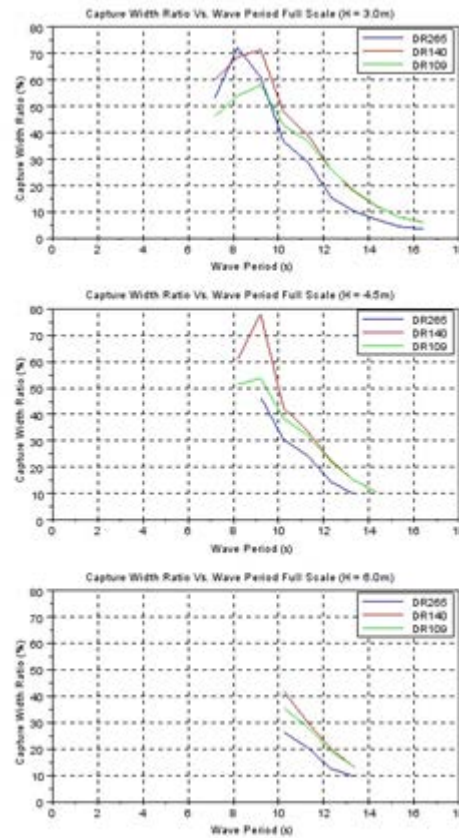 Capture Width Ratio Vs. Wave Period Full Scale (H = 3.0m)
80
70
60
50
40
30
20
10
0
Capture Width Ratio (%)
DR265
DR140
DR109
0 2 4 6 8 10 12 14 16 18
Wave Period (s)
Capture Width Ratio Vs. Wave Period Full Scale (H = 4.5m)
80
70
60
50
40
30
20
10
0
Capture Width Ratio (%)
DR265
DR140
DR109
0 2 4 6 8 10 12 14 16 18
Wave Period (s)
Capture Width Ratio Vs. Wave Period Full Scale (H = 6.0m)
80
70
60
50
40
30
20
10
0
Capture Width Ratio (%)
DR265
DR140
DR109
0 2 4 6 8 10 12 14 16 18
Wave Period (s)